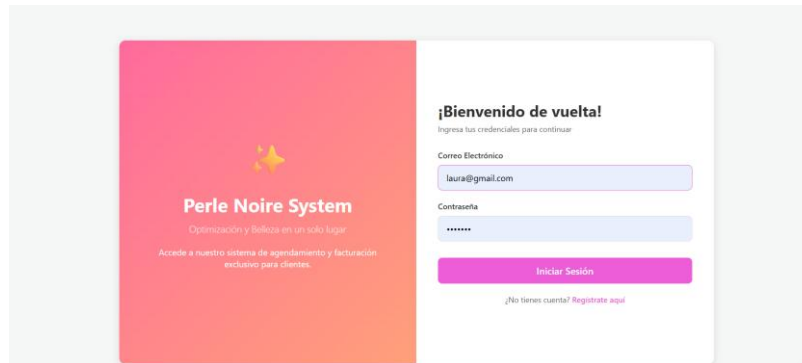 Perle Noire System
Optimización y Belleza en un solo lugar
Accede a nuestro sistema de agendamiento y facturación
exclusivo para clientes.
¡Bienvenido de vuelta!
Ingresa tus credenciales para continuar
Correo Electrónico
laura@gmail.com
Contraseña
•••••••
Iniciar Sesión
¿No tienes cuenta? Regístrate aquí